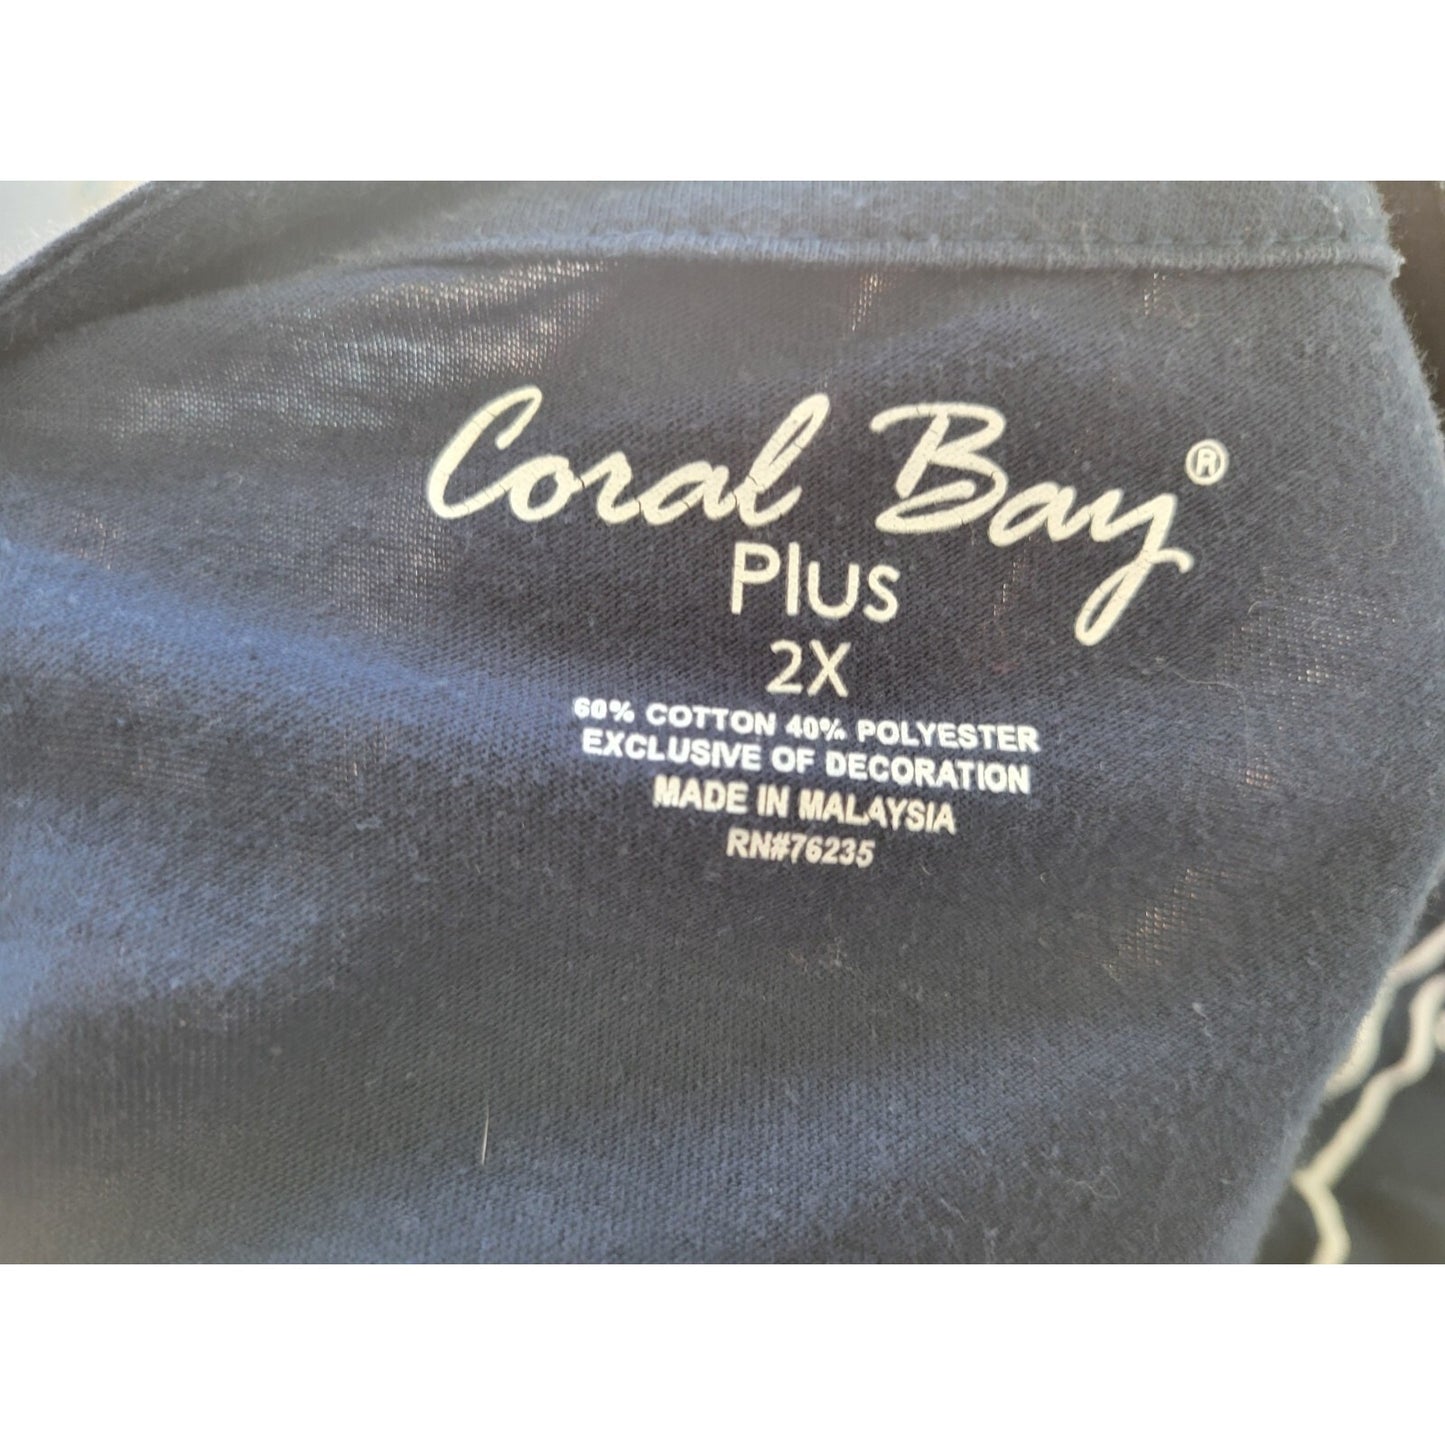 Coral Bay®
Plus
2X
60% COTTON 40% POLYESTER
EXCLUSIVE OF DECORATION
MADE IN MALAYSIA
RN#76235